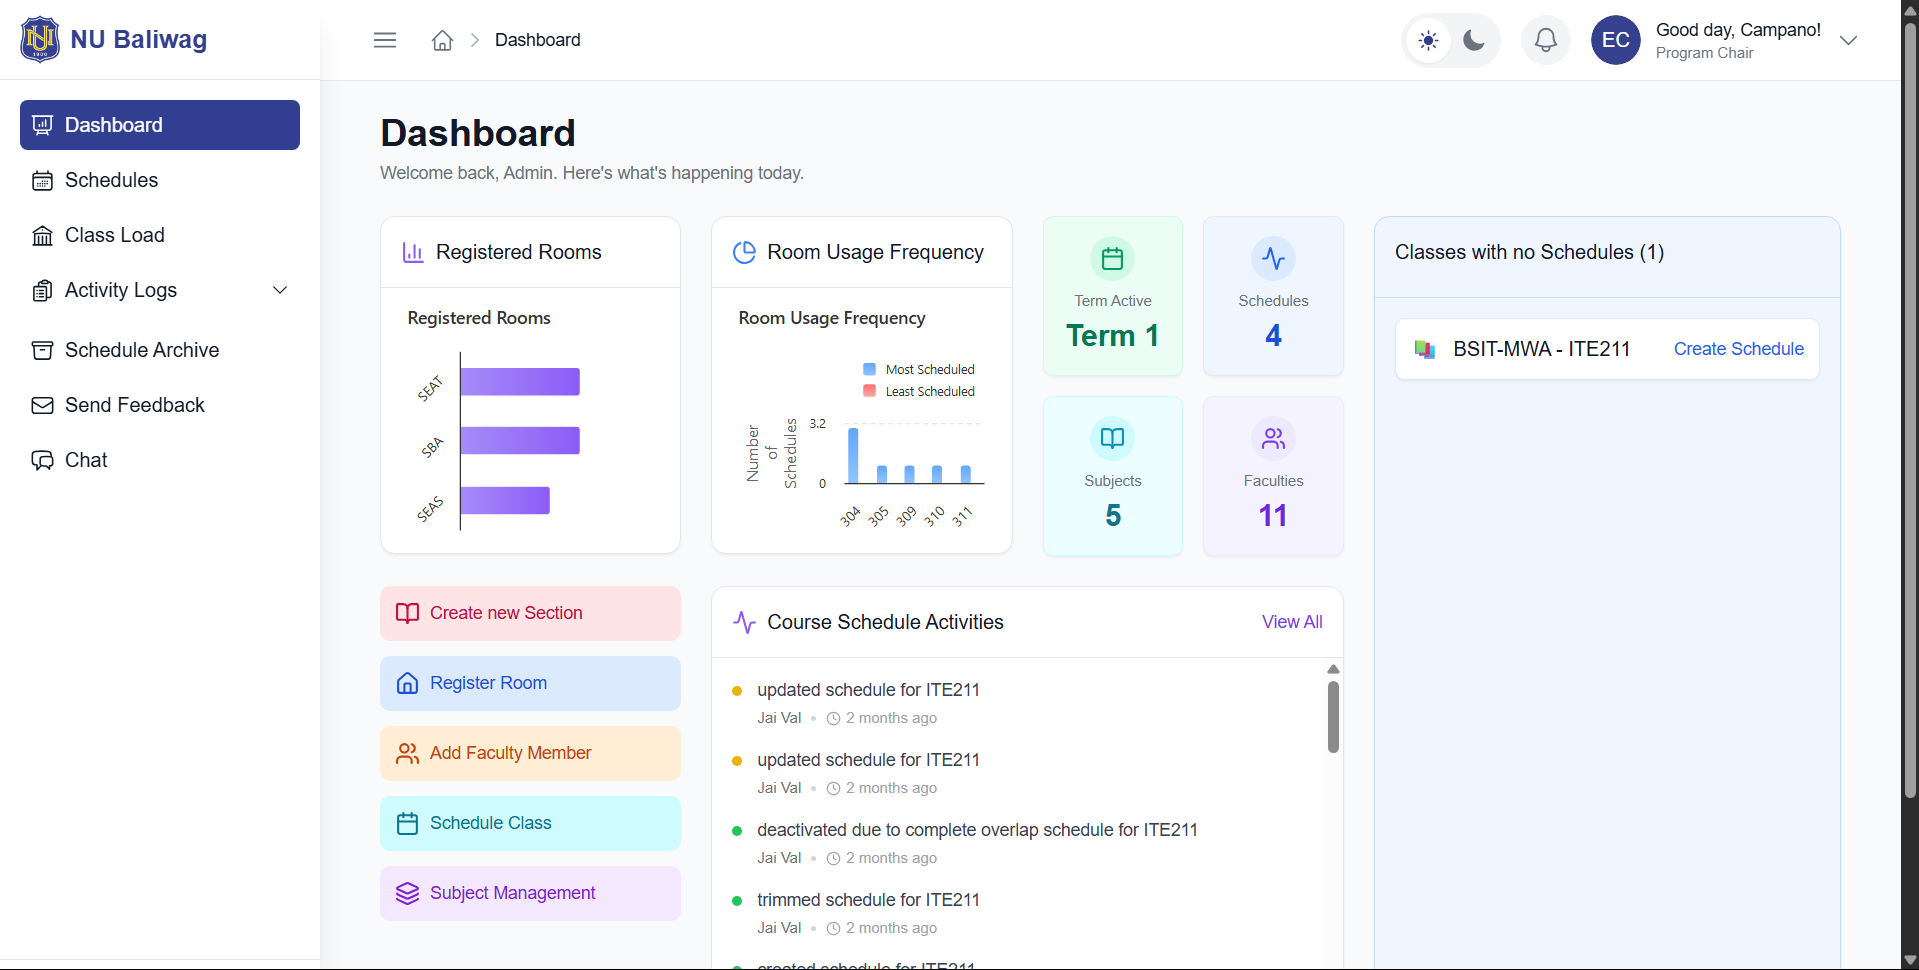 NU Baliwag
Dashboard
Good day, Campano!
Program Chair
EC
Dashboard
Schedules
Class Load
Activity Logs
Schedule Archive
Send Feedback
Chat
Dashboard
Welcome back, Admin. Here's what's happening today.
Registered Rooms
Registered Rooms
SEAT
SBA
SEAS
Room Usage Frequency
Room Usage Frequency
Most Scheduled
Least Scheduled
Number
of
Schedules
3.2
0
304 305 309 310 311
Term Active
Term 1
Schedules
4
Subjects
5
Faculties
11
Classes with no Schedules (1)
BSIT-MWA - ITE211 Create Schedule
Create new Section
Register Room
Add Faculty Member
Schedule Class
Subject Management
Course Schedule Activities View All
updated schedule for ITE211
Jai Val • 2 months ago
updated schedule for ITE211
Jai Val • 2 months ago
deactivated due to complete overlap schedule for ITE211
Jai Val • 2 months ago
trimmed schedule for ITE211
Jai Val • 2 months ago
created schedule for ITE211